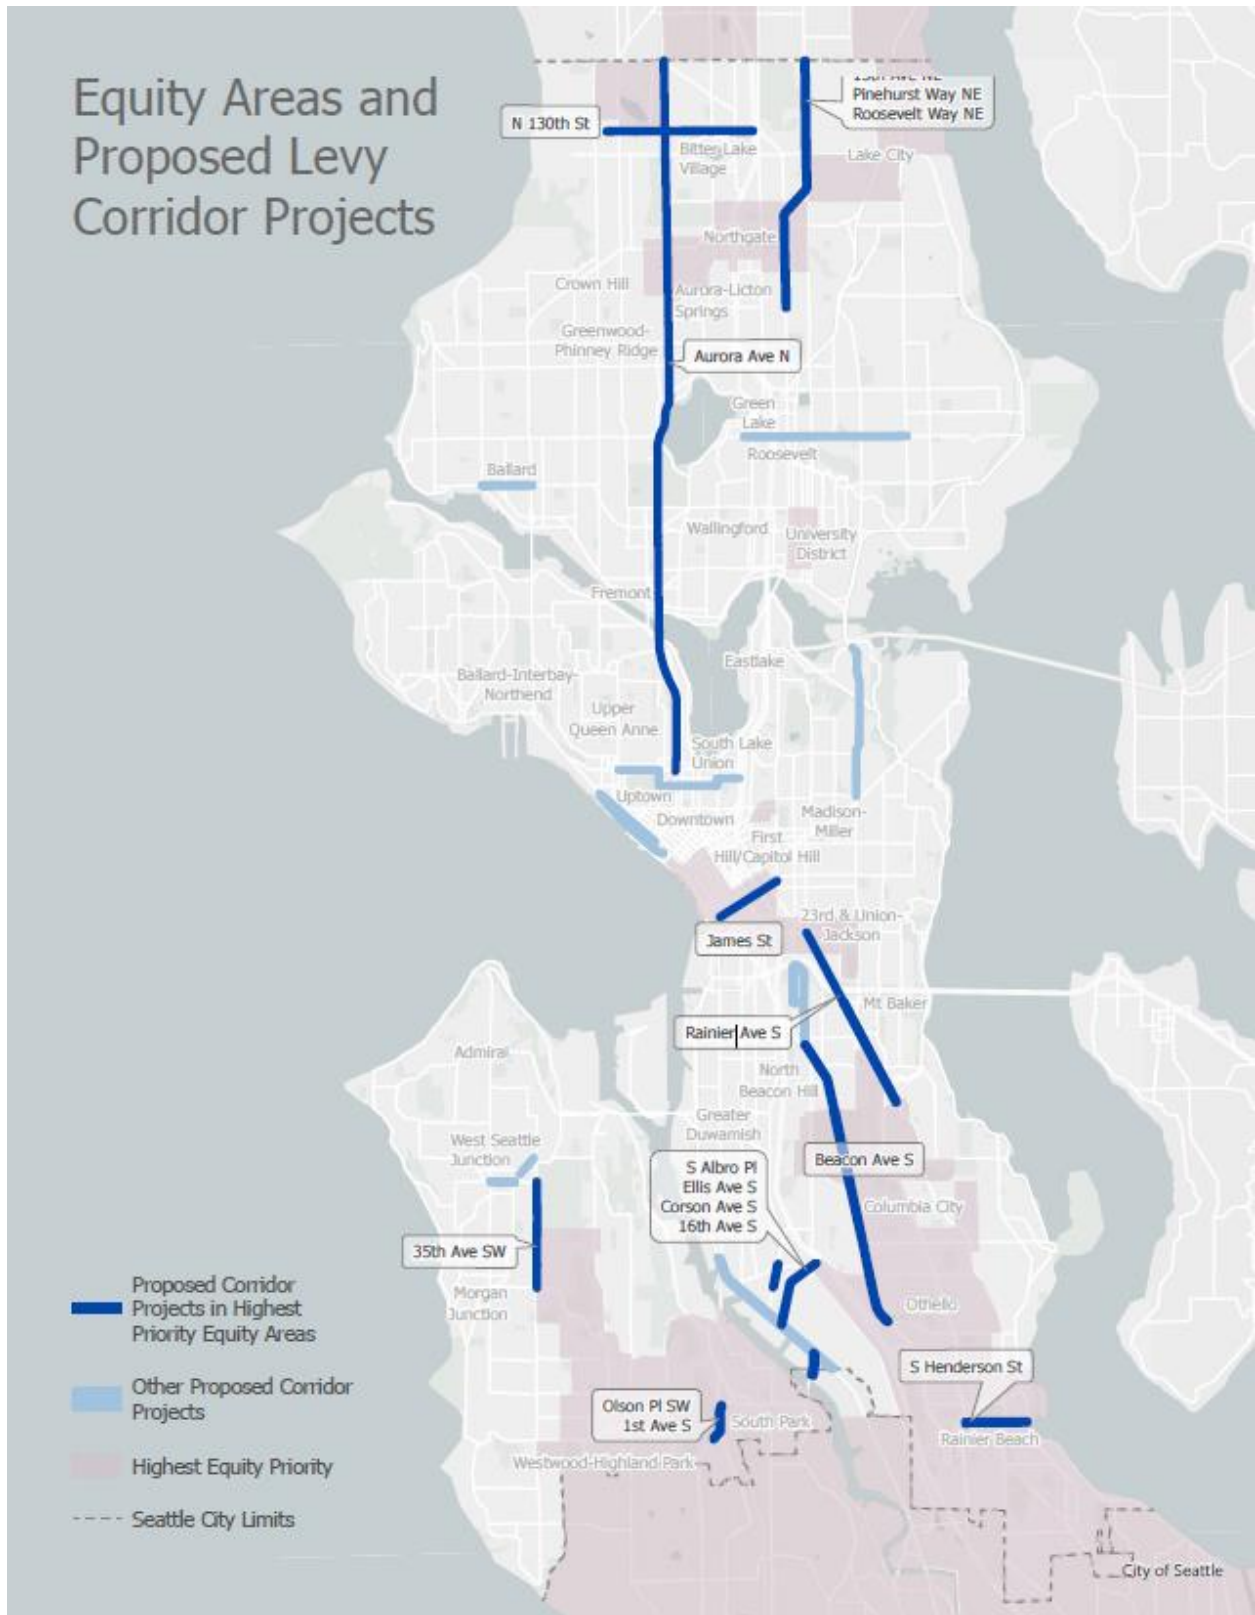 Equity Areas and
Proposed Levy
Corridor Projects
N 130th St
Pinehurst Way NE
Roosevelt Way NE
Bitter Lake
Village
Lake City
Northgate
Crown Hill
Aurora-Licton
Springs
Greenwood-
Phinney Ridge
Aurora Ave N
Green
Lake
Roosevelt
Ballard
Wallingford
University
District
Fremont
Eastlake
Ballard-Interbay-
Northend
Upper
Queen Anne
South Lake
Union
Uptown
Downtown
Madison-
Miller
First
Hill/Capitol Hill
23rd & Union-
Jackson
James St
Mt Baker
Rainier Ave S
Admiral
North
Beacon Hill
Greater
Duwamish
West Seattle
Junction
Beacon Ave S
S Albro Pl
Ellis Ave S
Corson Ave S
16th Ave S
Columbia City
35th Ave SW
Morgan
Junction
Othello
S Henderson St
Olson Pl SW
1st Ave S
South Park
Rainier Beach
Westwood-Highland Park
Proposed Corridor
Projects in Highest
Priority Equity Areas
Other Proposed Corridor
Projects
Highest Equity Priority
Seattle City Limits
City of Seattle